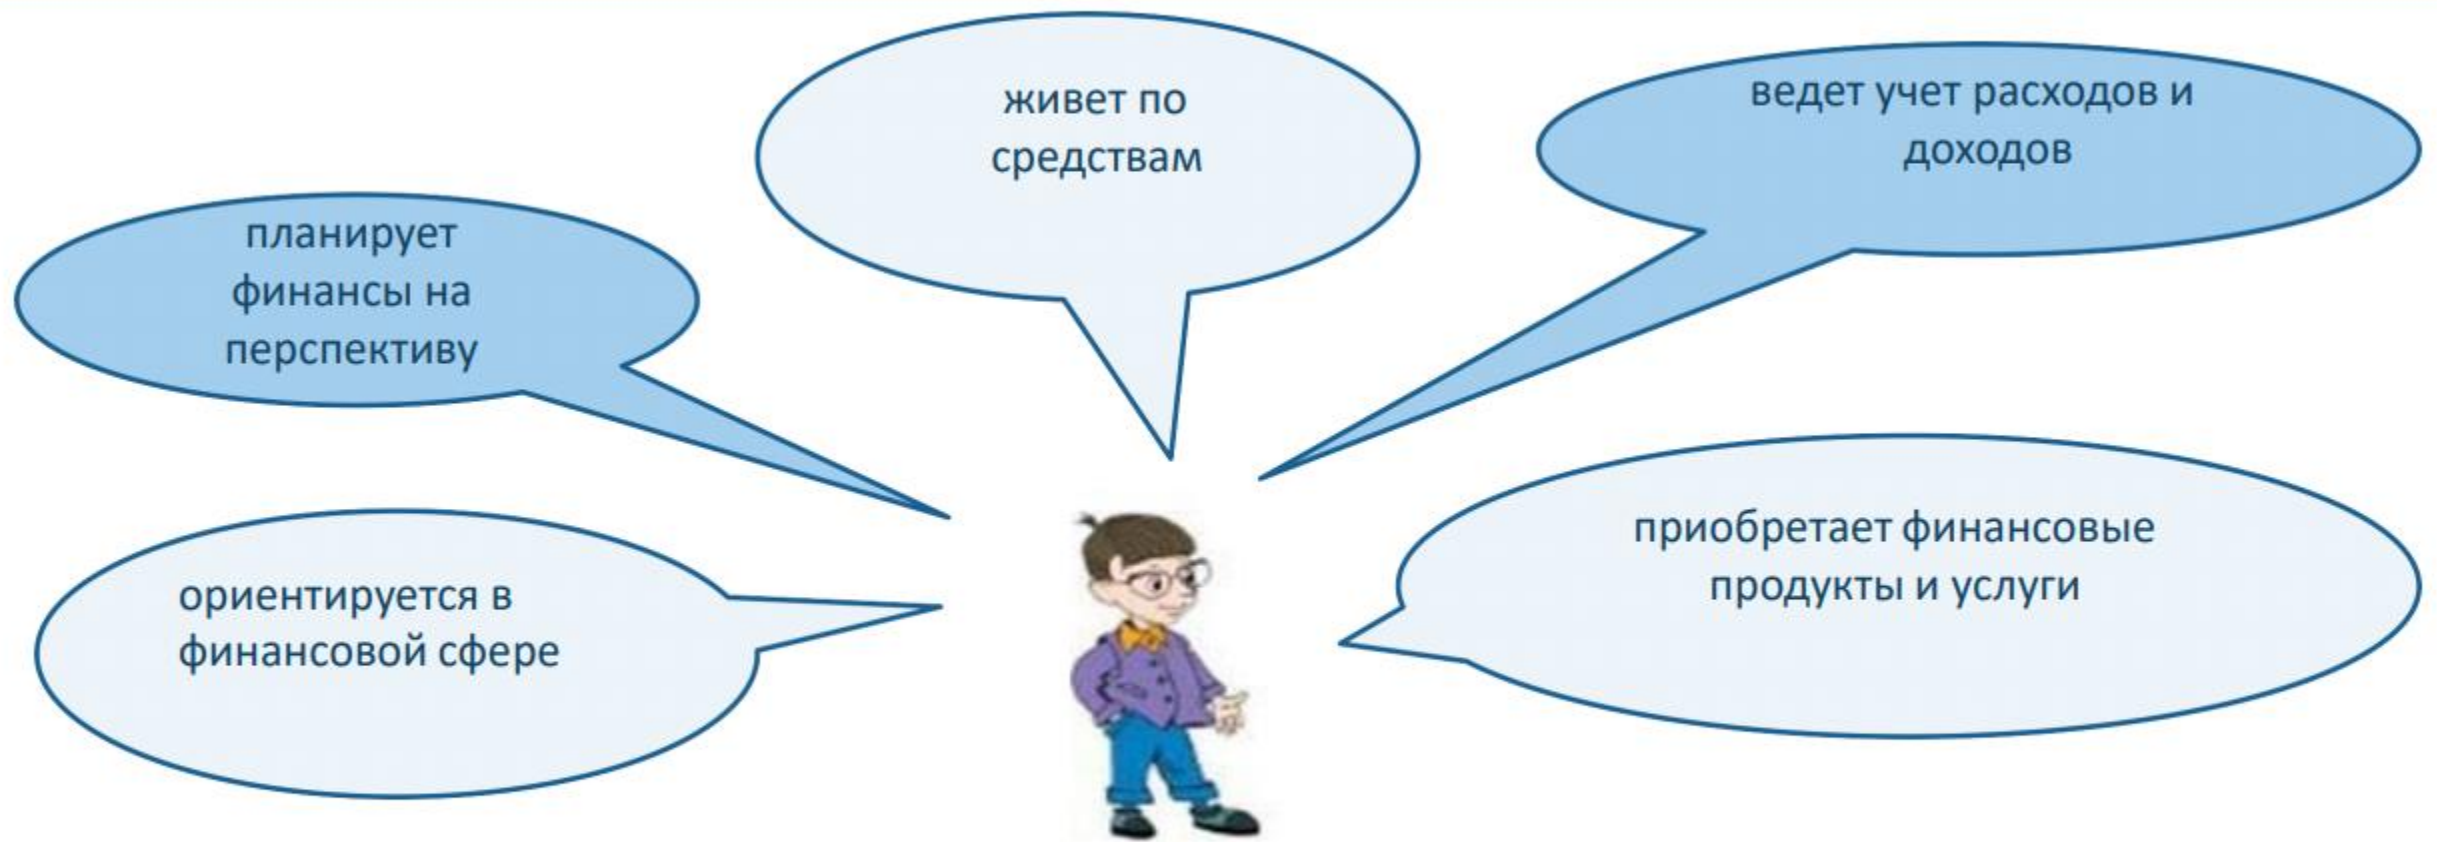 живет по
средствам
ведет учет расходов и
доходов
планирует
финансы на
перспективу
приобретает финансовые
продукты и услуги
ориентируется в
финансовой сфере